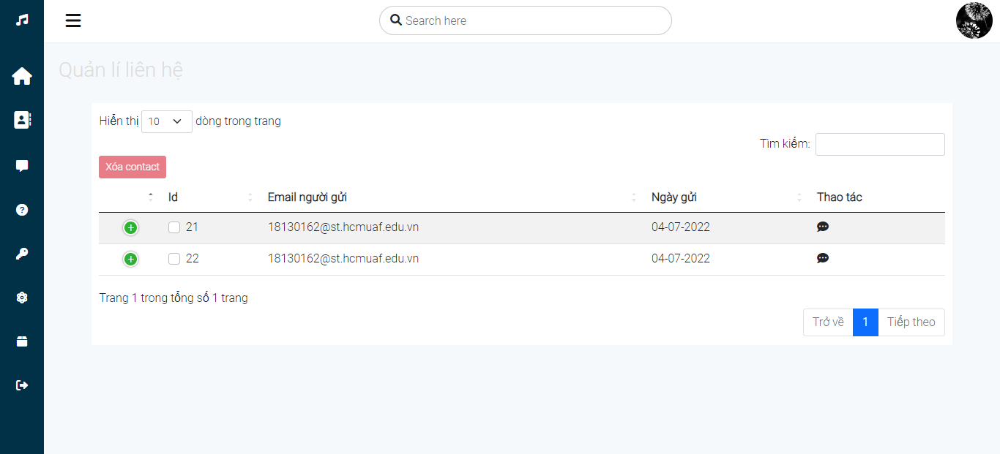 Search here
Quản lí liên hệ
Hiển thị 10 dòng trong trang
Tìm kiếm:
Xóa contact
Id Email người gửi Ngày gửi Thao tác
21 18130162@st.hcmuaf.edu.vn 04-07-2022
22 18130162@st.hcmuaf.edu.vn 04-07-2022
Trang 1 trong tổng số 1 trang
Trở về 1 Tiếp theo